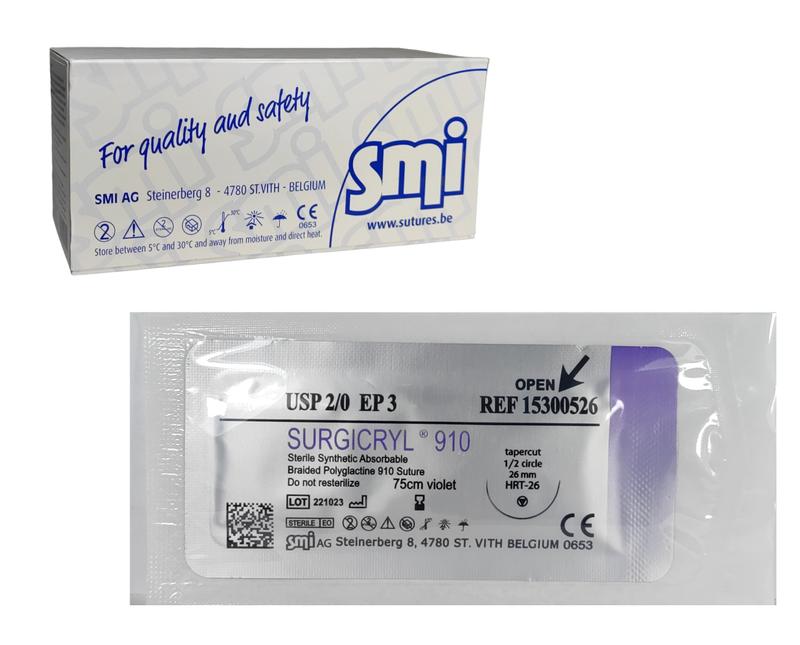 For quality and safety
smi
SMI AG Steinerberg 8 - 4780 ST.VITH - BELGIUM
www.sutures.be
2
30°C
5°C
CE
0653
Store between 5°C and 30°C and away from moisture and direct heat.
OPEN
USP 2/0 EP 3
REF 15300526
SURGICRYL ® 910
Sterile Synthetic Absorbable
Braided Polyglactine 910 Suture
Do not resterilize
75cm violet
tapercut
1/2 circle
26 mm
HRT-26
LOT 221023
STERILE EO
CE
smi AG Steinerberg 8, 4780 ST. VITH BELGIUM 0653